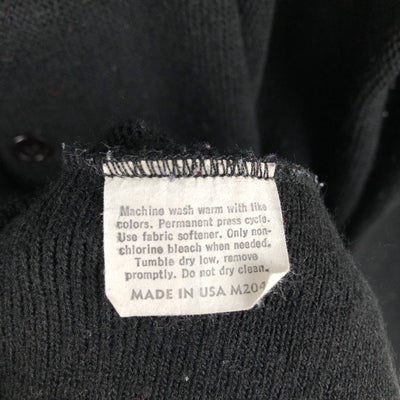 Machine wash warm with like
colors. Permanent press cycle.
Use fabric softener. Only non-
chlorine bleach when needed.
Tumble dry low, remove
promptly. Do not dry clean.
MADE IN USA M204